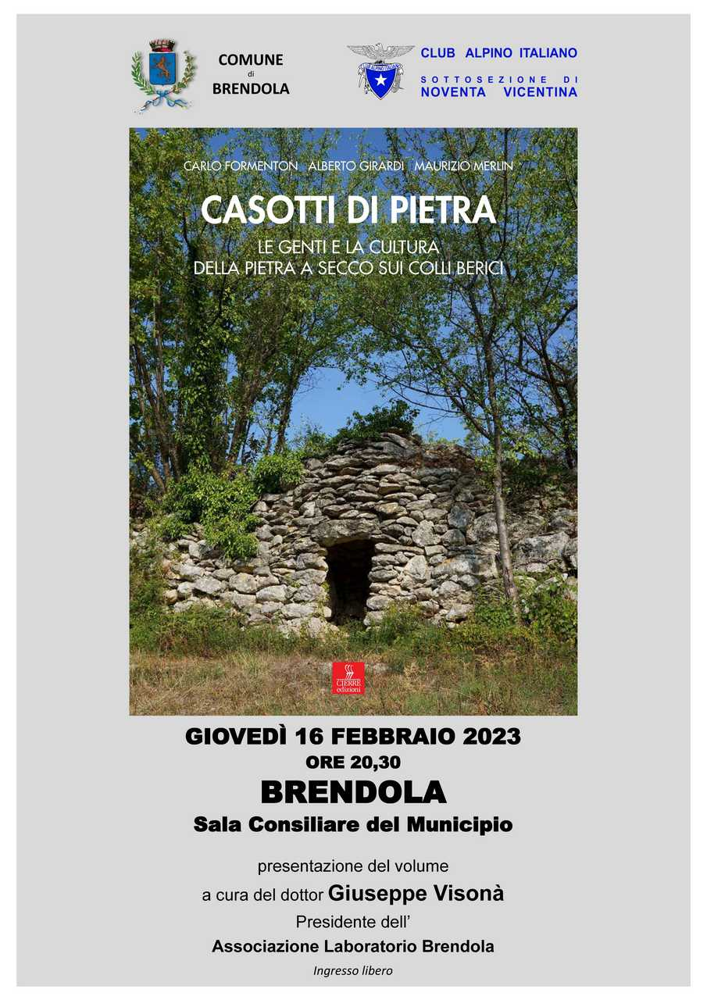 COMUNE
di
BRENDOLA
CLUB ALPINO ITALIANO
SOTTOSEZIONE DI
NOVENTA VICENTINA
CLUB ALPINO ITALIANO
CARLO FORMENTON ALBERTO GIRARDI MAURIZIO MERLIN
CASOTTI DI PIETRA
LE GENTI E LA CULTURA
DELLA PIETRA A SECCO SUI COLLI BERICI
CIERRE
edizioni
GIOVEDÌ 16 FEBBRAIO 2023
ORE 20,30
BRENDOLA
Sala Consiliare del Municipio
presentazione del volume
a cura del dottor Giuseppe Visonà
Presidente dell’
Associazione Laboratorio Brendola
Ingresso libero